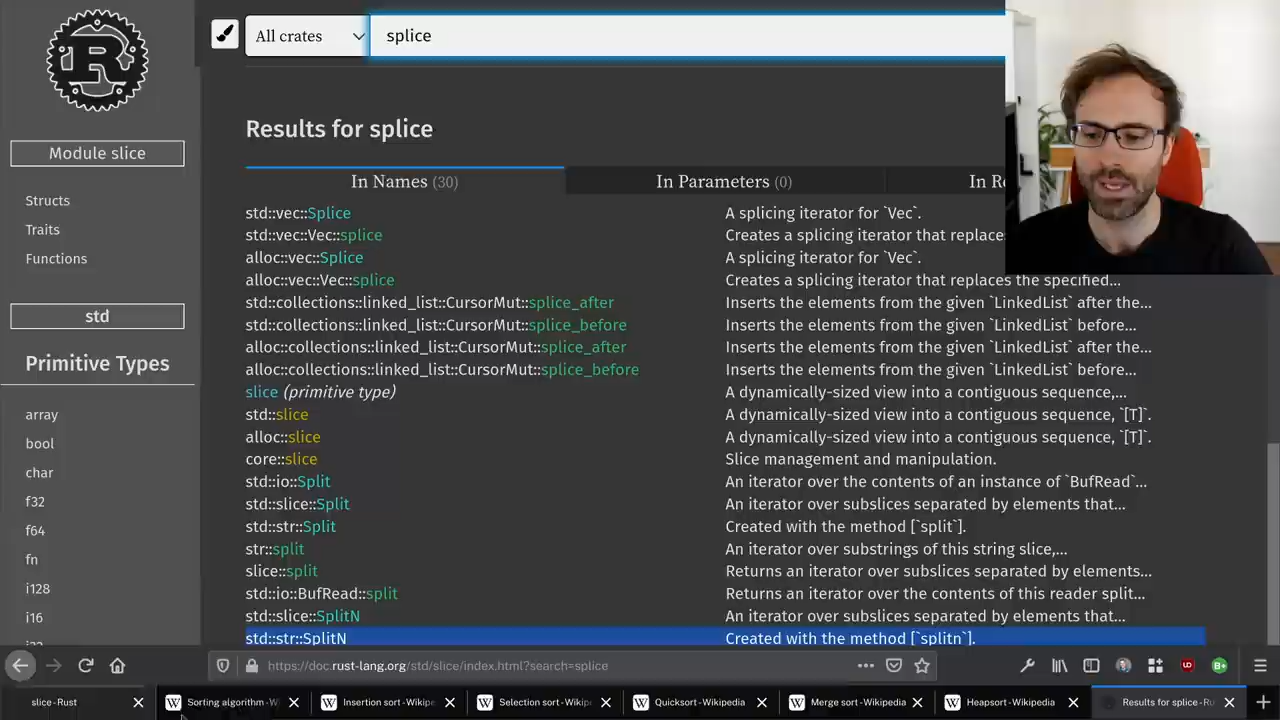 All crates
splice
Module slice
Structs
Traits
Functions
std
Primitive Types
array
bool
char
f32
f64
fn
i128
i16
Results for splice
In Names (30)
In Parameters (0)
In Re
std::vec::Splice A splicing iterator for `Vec`.
std::vec::Vec::splice Creates a splicing iterator that replaces
alloc::vec::Splice A splicing iterator for `Vec`.
alloc::vec::Vec::splice Creates a splicing iterator that replaces the specified...
std::collections::linked_list::CursorMut::splice_after Inserts the elements from the given `LinkedList` after the...
std::collections::linked_list::CursorMut::splice_before Inserts the elements from the given `LinkedList` before...
alloc::collections::linked_list::CursorMut::splice_after Inserts the elements from the given `LinkedList` after the...
alloc::collections::linked_list::CursorMut::splice_before Inserts the elements from the given `LinkedList` before...
slice (primitive type) A dynamically-sized view into a contiguous sequence,...
std::slice A dynamically-sized view into a contiguous sequence, `[T]`.
alloc::slice A dynamically-sized view into a contiguous sequence, `[T]`.
core::slice Slice management and manipulation.
std::io::Split An iterator over the contents of an instance of `BufRead`...
std::slice::Split An iterator over subslices separated by elements that...
std::str::Split Created with the method [`split`].
str::split An iterator over substrings of this string slice,...
slice::split Returns an iterator over subslices separated by elements...
std::io::BufRead::split Returns an iterator over the contents of this reader split...
std::slice::SplitN An iterator over subslices separated by elements that...
std::str::SplitN Created with the method [`splitn`].
https://doc.rust-lang.org/std/slice/index.html?search=splice
slice - Rust
Sorting algorithm - W
Insertion sort - Wikipe
Selection sort - Wikipe
Quicksort - Wikipedia
Merge sort - Wikipedia
Heapsort - Wikipedia
Results for splice - Ru